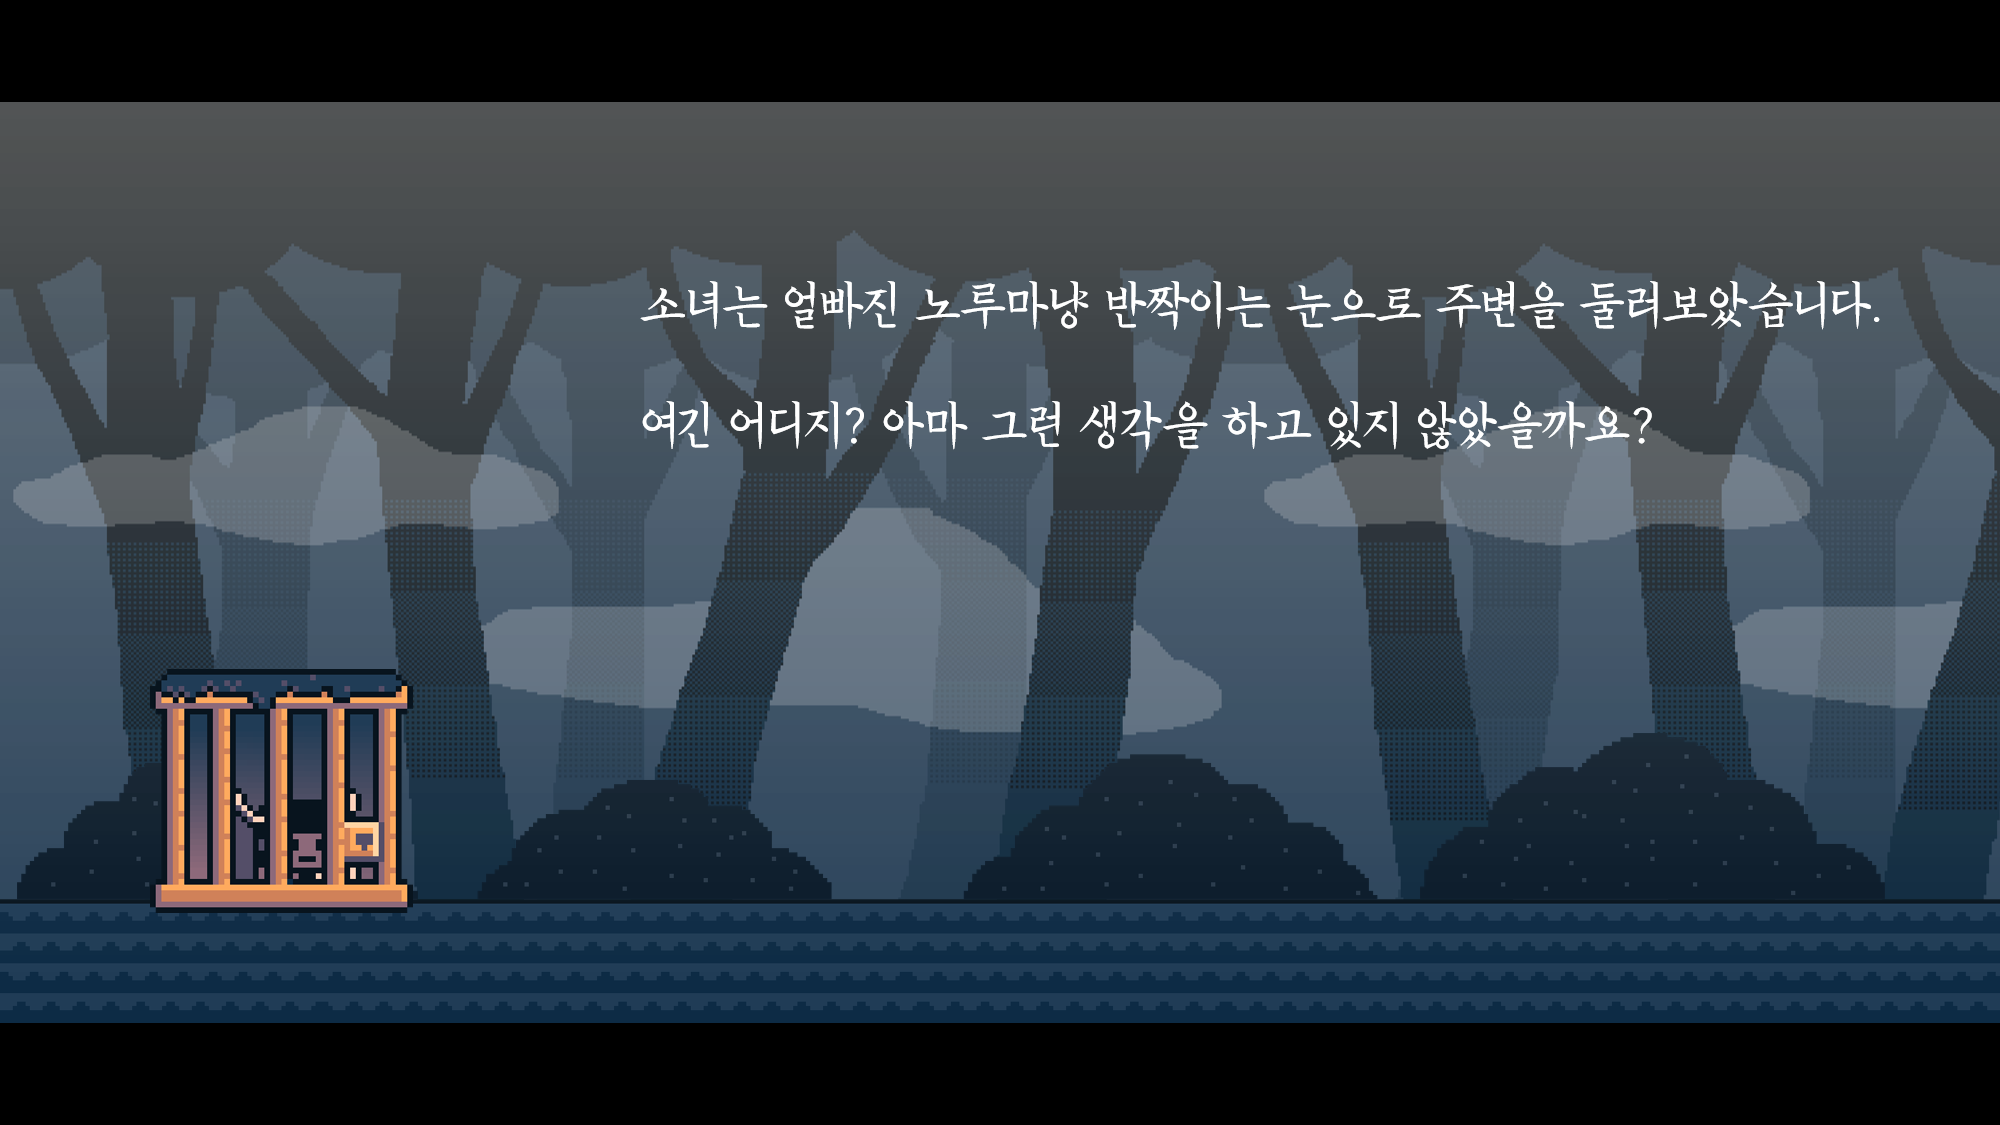 소녀는 얼빠진 노루마냥 반짝이는 눈으로 주변을 둘러보았습니다.
여긴 어디지? 아마 그런 생각을 하고 있지 않았을까요?